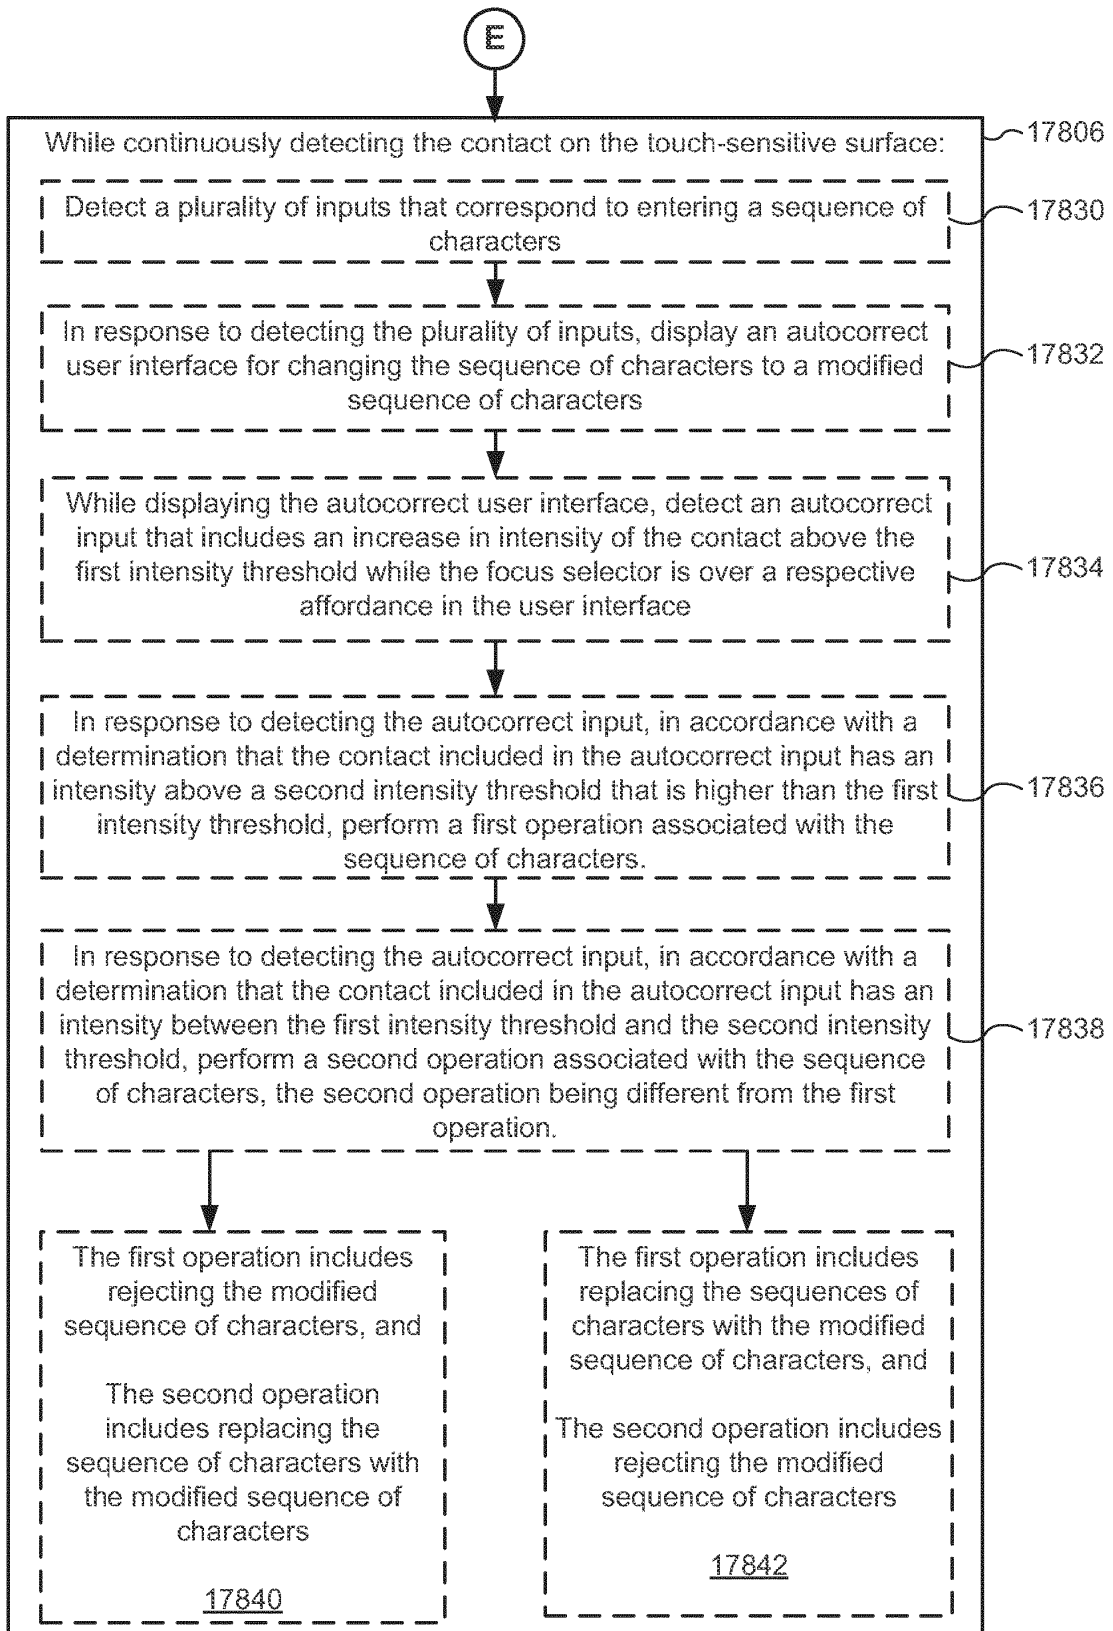 E
While continuously detecting the contact on the touch-sensitive surface:
17806
Detect a plurality of inputs that correspond to entering a sequence of
characters
17830
In response to detecting the plurality of inputs, display an autocorrect
user interface for changing the sequence of characters to a modified
sequence of characters
17832
While displaying the autocorrect user interface, detect an autocorrect
input that includes an increase in intensity of the contact above the
first intensity threshold while the focus selector is over a respective
affordance in the user interface
17834
In response to detecting the autocorrect input, in accordance with a
determination that the contact included in the autocorrect input has an
intensity above a second intensity threshold that is higher than the first
intensity threshold, perform a first operation associated with the
sequence of characters.
17836
In response to detecting the autocorrect input, in accordance with a
determination that the contact included in the autocorrect input has an
intensity between the first intensity threshold and the second intensity
threshold, perform a second operation associated with the sequence
of characters, the second operation being different from the first
operation.
17838
The first operation includes
rejecting the modified
sequence of characters, and
The second operation
includes replacing the
sequence of characters with
the modified sequence of
characters
17840
The first operation includes
replacing the sequences of
characters with the modified
sequence of characters, and
The second operation includes
rejecting the modified
sequence of characters
17842